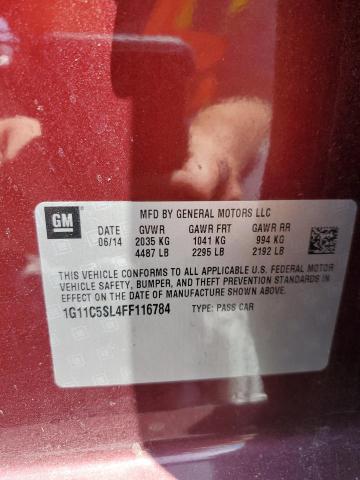 MFD BY GENERAL MOTORS LLC
GM
06/14 GVWR GAWR FRT GAWR RR
2035 KG 1041 KG 994 KG
4487 LB 2295 LB 2192 LB
THIS VEHICLE CONFORMS TO ALL APPLICABLE U.S. FEDERAL MOTOR
VEHICLE SAFETY, BUMPER, AND THEFT PREVENTION STANDARDS
IN EFFECT ON THE DATE OF MANUFACTURE SHOWN ABOVE.
1G11C5SL4FF116784 TYPE: PASS CAR